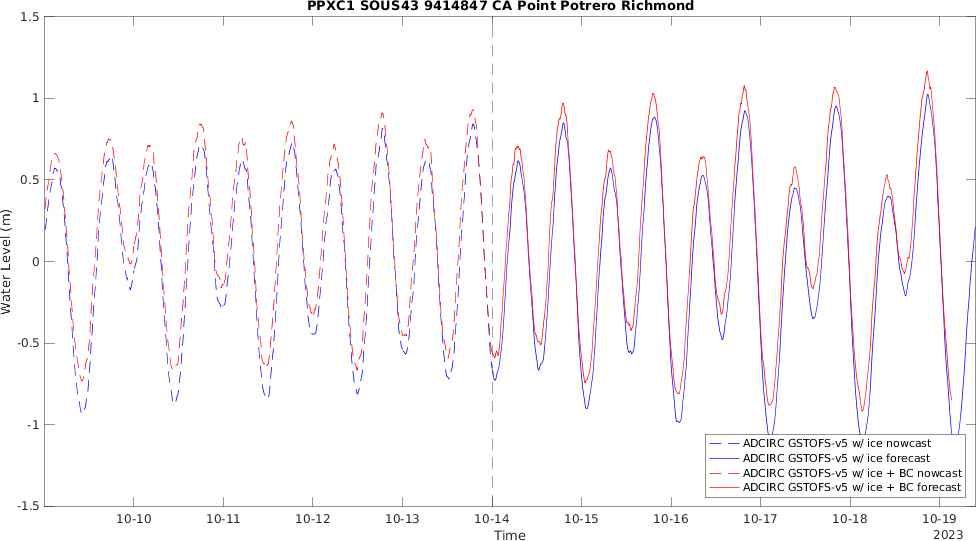 PPXC1 SOUS43 9414847 CA Point Potrero Richmond
1.5
1
0.5
0
-0.5
-1
-1.5
Water Level (m)
ADCIRC GSTOFS-v5 w/ ice nowcast
ADCIRC GSTOFS-v5 w/ ice forecast
ADCIRC GSTOFS-v5 w/ ice + BC nowcast
ADCIRC GSTOFS-v5 w/ ice + BC forecast
10-10 10-11 10-12 10-13 10-14 10-15 10-16 10-17 10-18 10-19
Time 2023